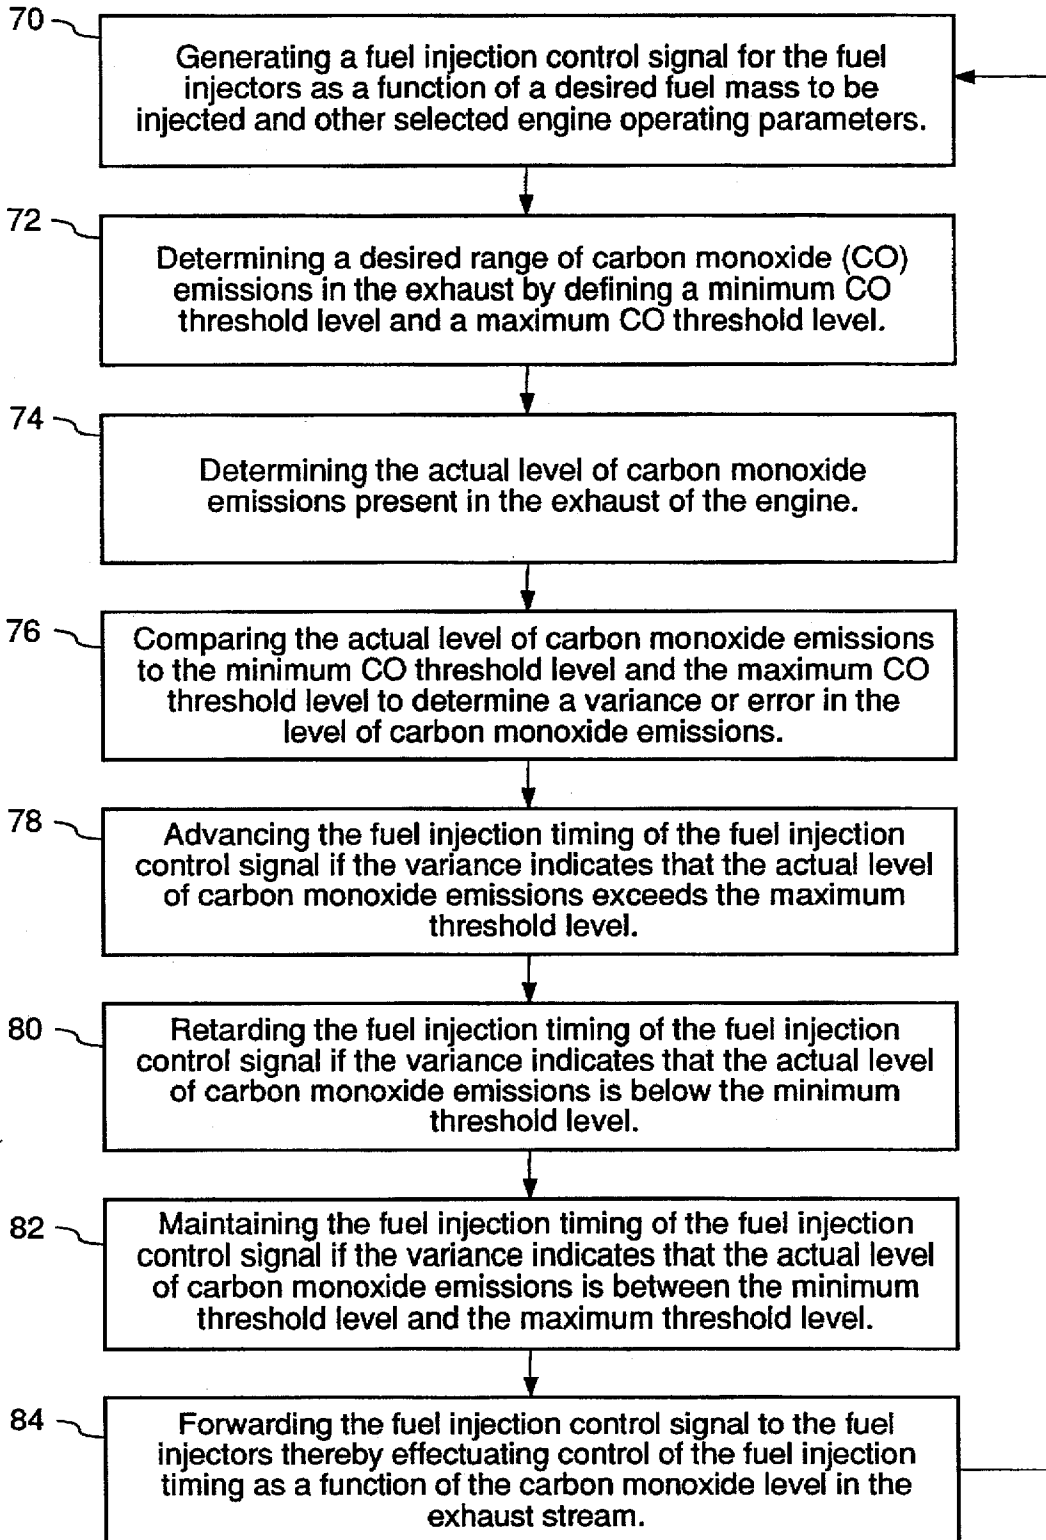 70
Generating a fuel injection control signal for the fuel
injectors as a function of a desired fuel mass to be
injected and other selected engine operating parameters.
72
Determining a desired range of carbon monoxide (CO)
emissions in the exhaust by defining a minimum CO
threshold level and a maximum CO threshold level.
74
Determining the actual level of carbon monoxide
emissions present in the exhaust of the engine.
76
Comparing the actual level of carbon monoxide emissions
to the minimum CO threshold level and the maximum CO
threshold level to determine a variance or error in the
level of carbon monoxide emissions.
78
Advancing the fuel injection timing of the fuel injection
control signal if the variance indicates that the actual level
of carbon monoxide emissions exceeds the maximum
threshold level.
80
Retarding the fuel injection timing of the fuel injection
control signal if the variance indicates that the actual level
of carbon monoxide emissions is below the minimum
threshold level.
82
Maintaining the fuel injection timing of the fuel injection
control signal if the variance indicates that the actual level
of carbon monoxide emissions is between the minimum
threshold level and the maximum threshold level.
84
Forwarding the fuel injection control signal to the fuel
injectors thereby effectuating control of the fuel injection
timing as a function of the carbon monoxide level in the
exhaust stream.